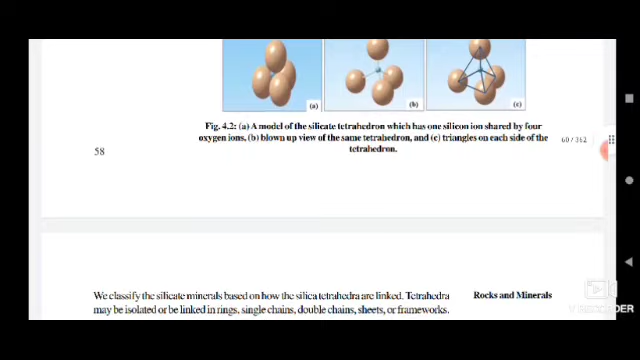 (a) (b) (c)
Fig. 4.2: (a) A model of the silicate tetrahedron which has one silicon ion shared by four
oxygen ions, (b) blown up view of the same tetrahedron, and (c) triangles on each side of the
tetrahedron.
60 / 362
58
We classify the silicate minerals based on how the silica tetrahedra are linked. Tetrahedra
may be isolated or be linked in rings, single chains, double chains, sheets, or frameworks.
Rocks and Minerals